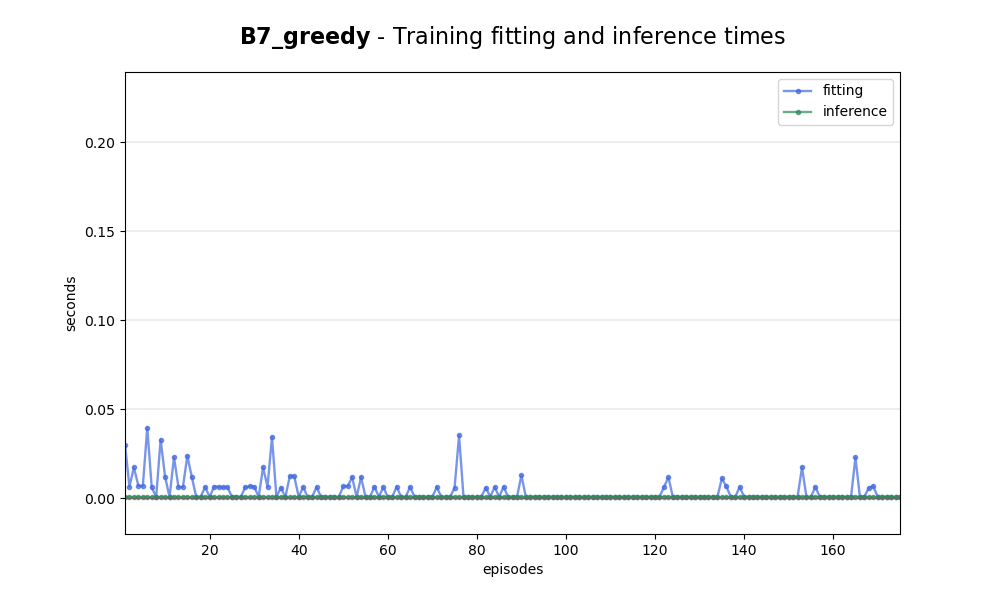 B7_greedy - Training fitting and inference times
fitting
inference
0.20
0.15
0.10
0.05
0.00
seconds
20 40 60 80 100 120 140 160
episodes